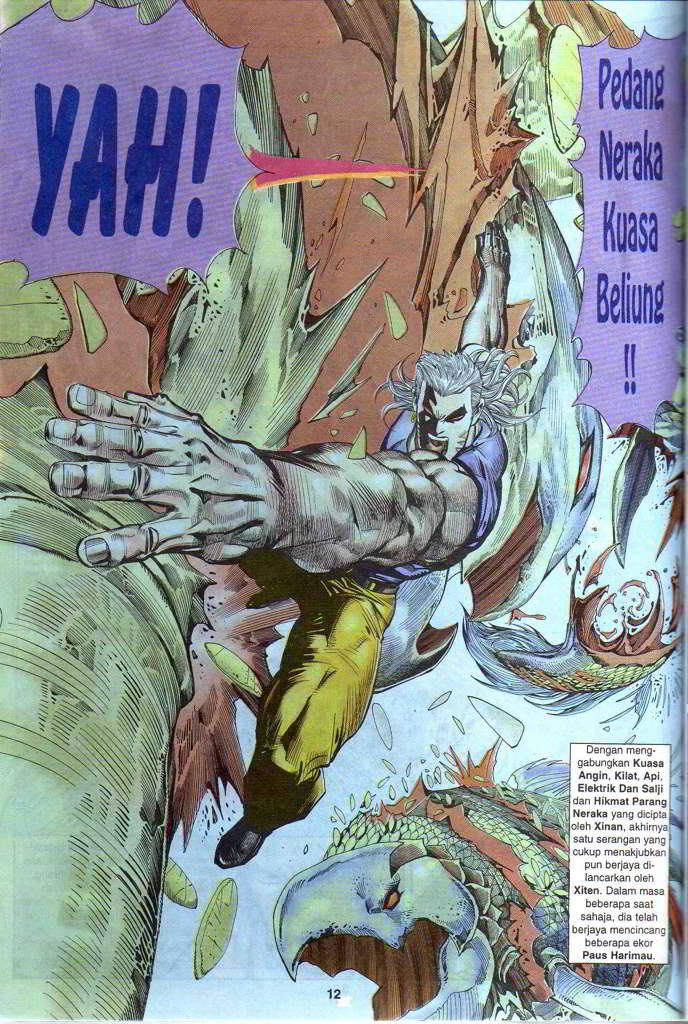 YAH!
Pedang
Neraka
Kuasa
Beliung
!!
Dengan meng-
gabungkan Kuasa
Angin, Kilat, Api,
Elektrik Dan Salji
dan Hikmat Parang
Neraka yang dicipta
oleh Xinan, akhirnya
satu serangan yang
cukup menakjubkan
pun berjaya di-
lancarkan oleh
Xiten. Dalam masa
beberapa saat
sahaja, dia telah
berjaya mencincang
beberapa ekor
Paus Harimau.
12